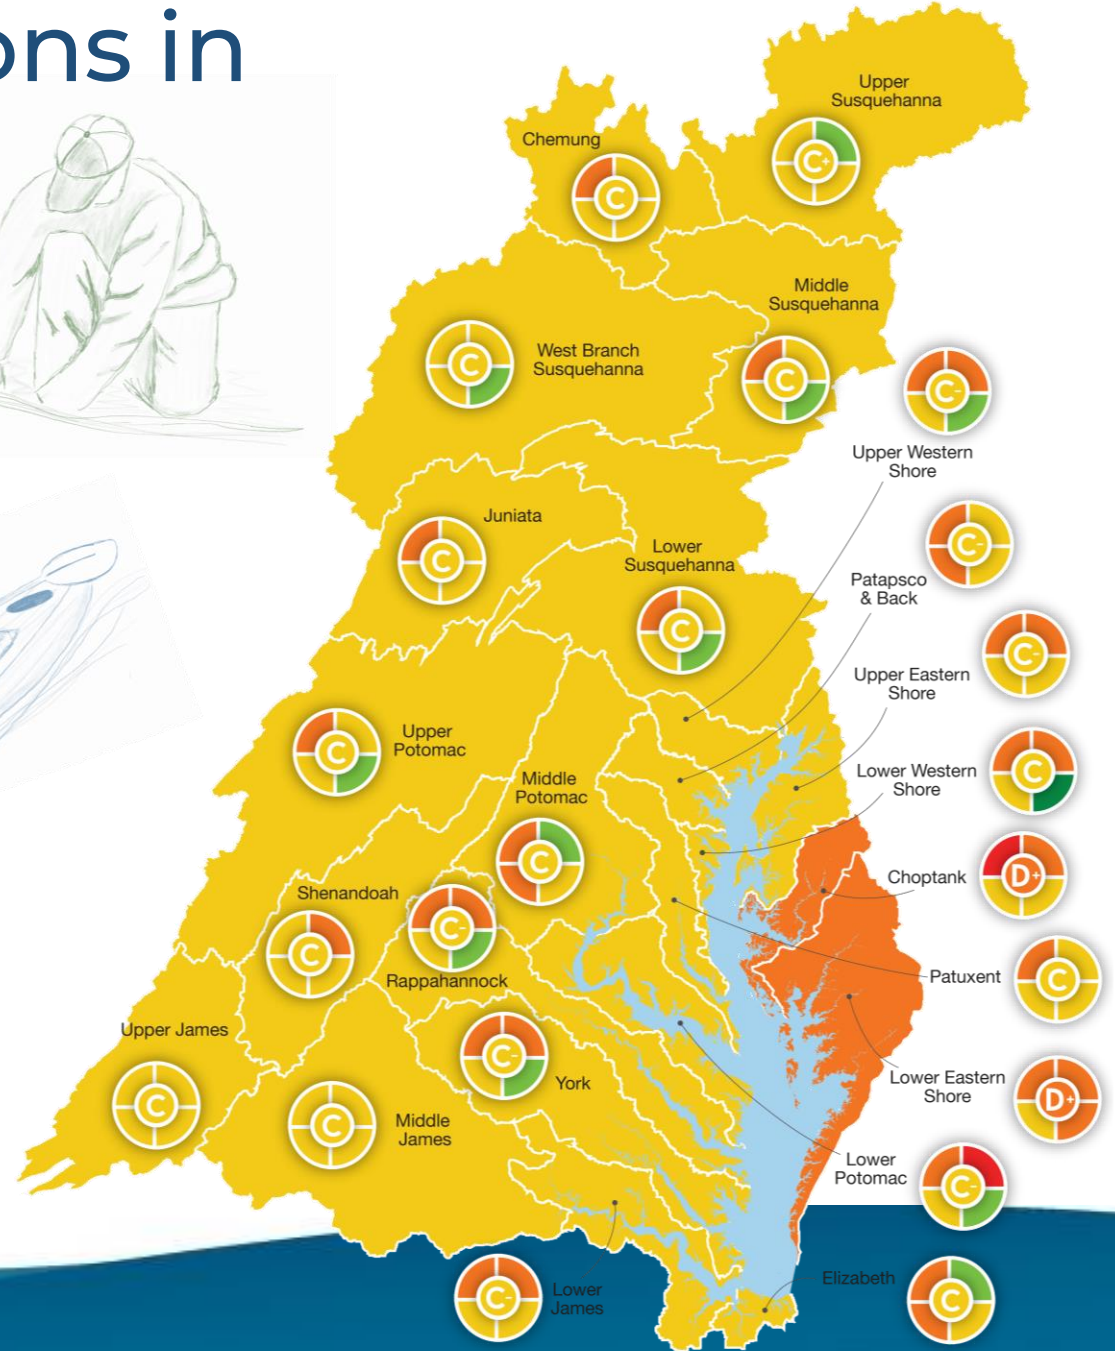 ons in
Upper
Susquehanna
C+
Chemung
C
Middle
Susquehanna
C
West Branch
Susquehanna
C
C-
Upper Western
Shore
Juniata
C
Lower
Susquehanna
C
C-
Patapsco
& Back
C-
Upper Eastern
Shore
Upper
Potomac
C
Middle
Potomac
C
Lower Western
Shore
C
Choptank
D+
Shenandoah
C
C-
Rappahannock
Patuxent
C
Upper James
C
Middle
James
C
York
C-
Lower Eastern
Shore
D+
Lower
Potomac
C-
Lower
James
C-
Elizabeth
C